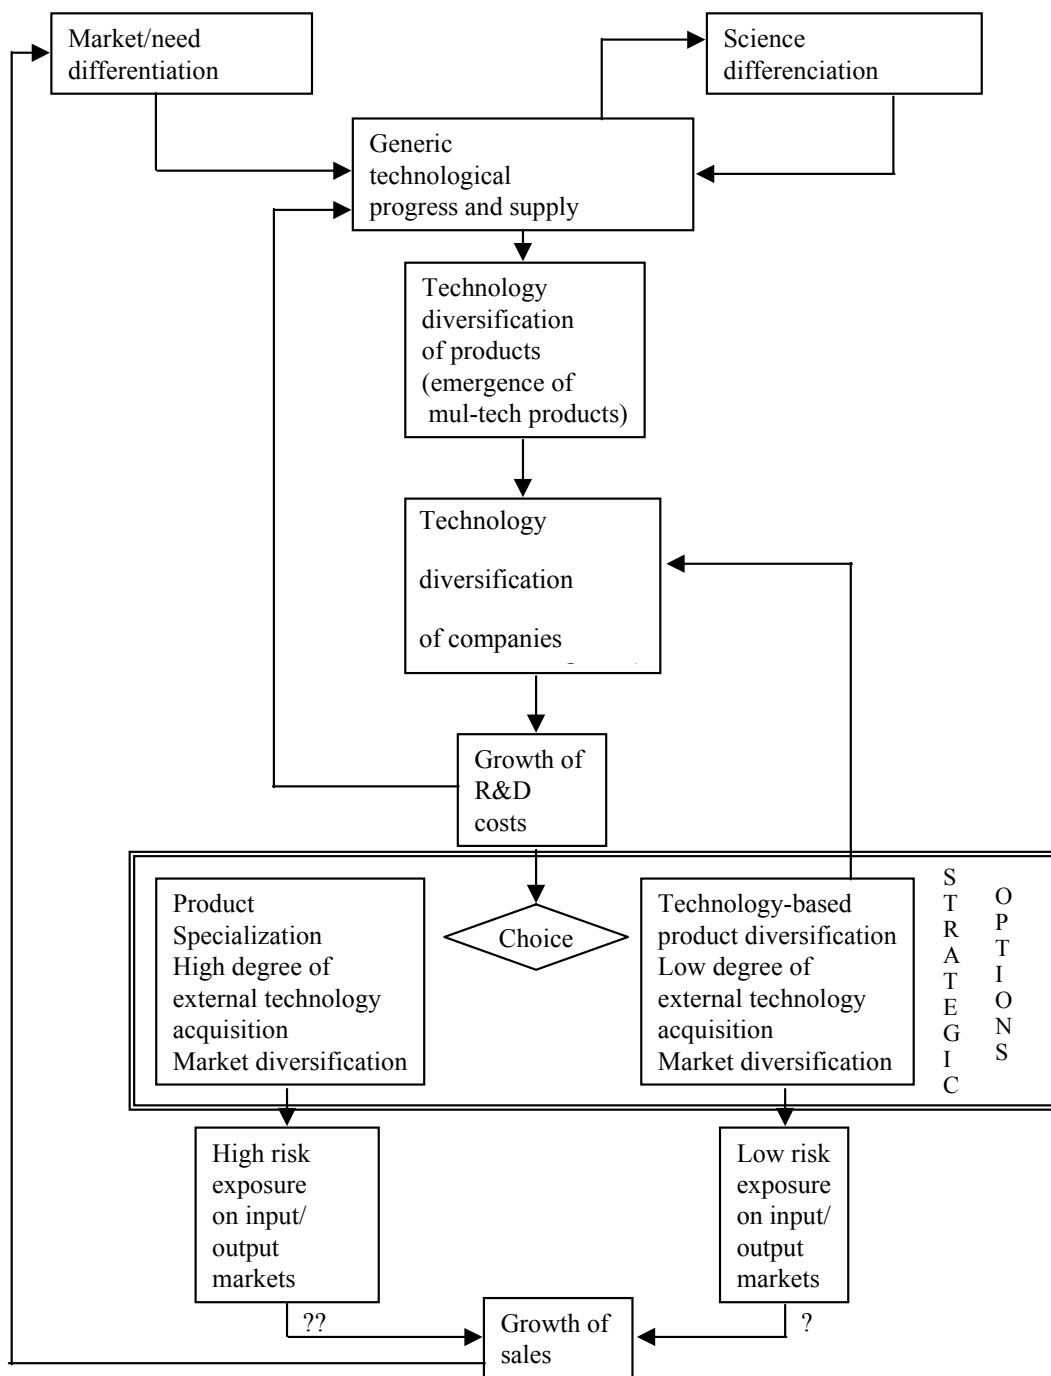 Market/need
differentiation
Science
differenciation
Generic
technological
progress and supply
Technology
diversification
of products
(emergence of
mul-tech products)
Technology
diversification
of companies
Growth of
R&D
costs
Product
Specialization
High degree of
external technology
acquisition
Market diversification
Choice
Technology-based
product diversification
Low degree of
external technology
acquisition
Market diversification
STRATEGIC
OPTIONS
High risk
exposure
on input/
output
markets
Low risk
exposure
on input/
output
markets
??
Growth of
sales
?